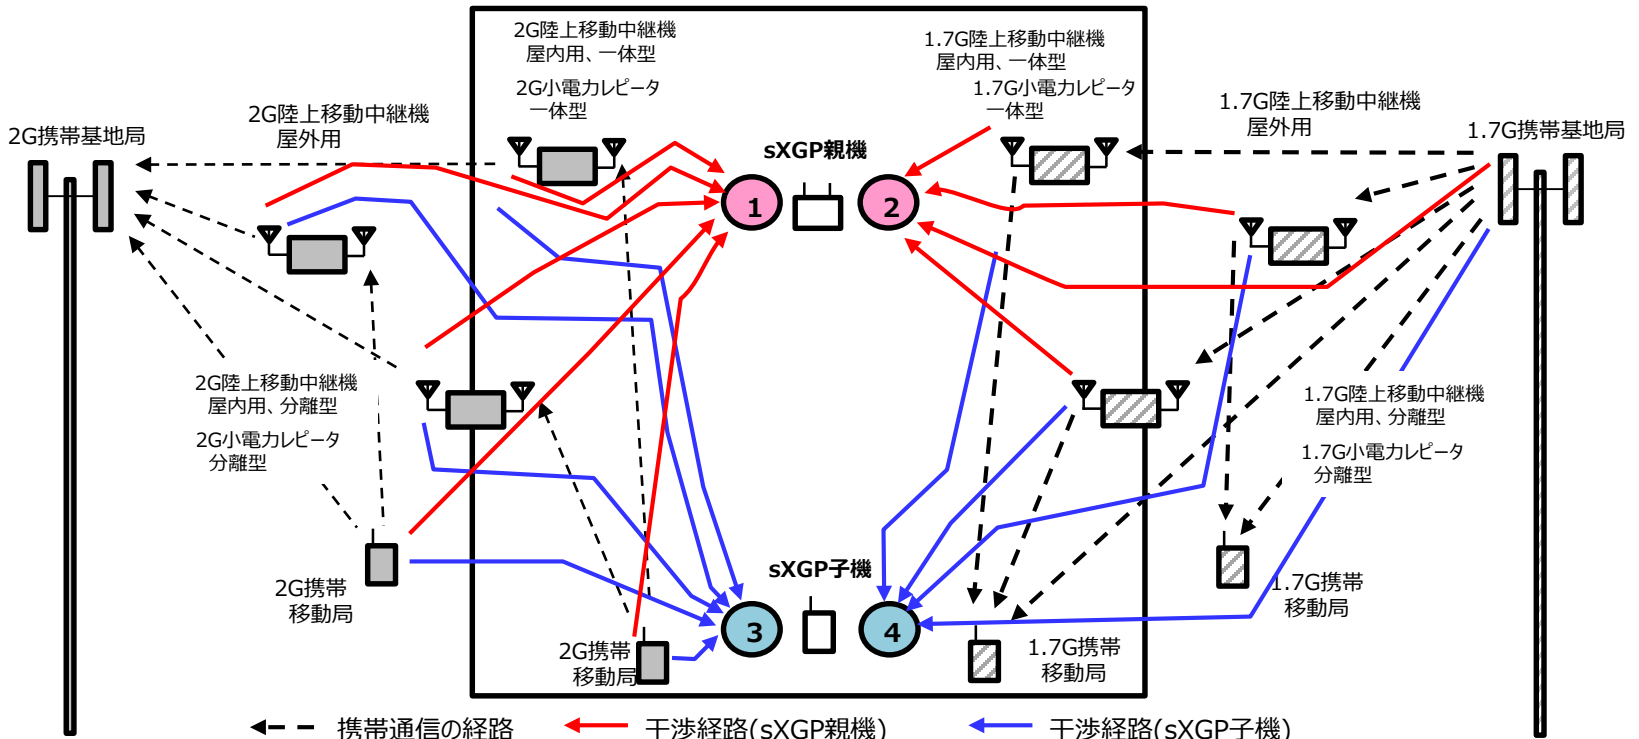 2G陸上移動中継機
屋内用、一体型
2G小電力レピータ
一体型
1.7G陸上移動中継機
屋内用、一体型
1.7G小電力レピータ
一体型
2G陸上移動中継機
屋外用
1.7G陸上移動中継機
屋外用
2G携帯基地局
1.7G携帯基地局
sXGP親機
1
2
2G陸上移動中継機
屋内用、分離型
2G小電力レピータ
分離型
1.7G陸上移動中継機
屋内用、分離型
1.7G小電力レピータ
分離型
2G携帯
移動局
sXGP子機
1.7G携帯
移動局
3
4
2G携帯
移動局
1.7G携帯
移動局
携帯通信の経路
干渉経路(sXGP親機)
干渉経路(sXGP子機)